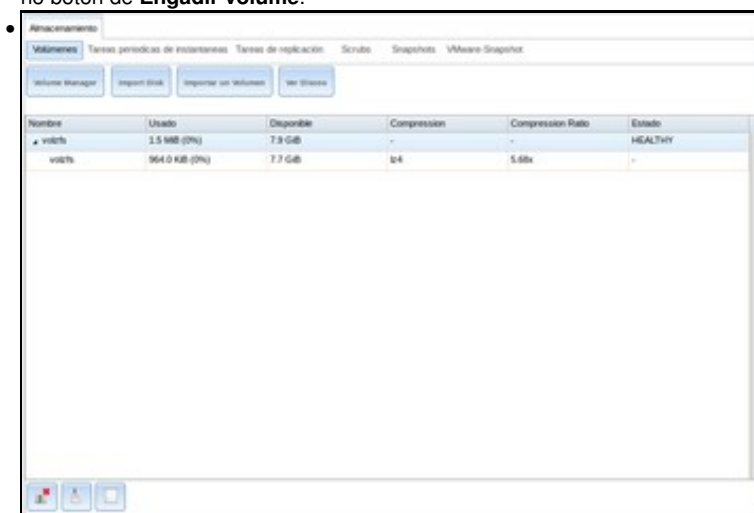 no botón de Engadir Volume.
Almacenamiento
Volúmenes Tareas periodicas de instantaneas Tareas de replicación Scrubs Snapshots VMware-Snapshot
Volume Manager Import Disk Importar un Volumen Ver Discos
Nombre Usado Disponible Compression Compression Ratio Estado
volzfs 1.5 MiB (0%) 7.9 GiB - - HEALTHY
volzfs 964.0 KiB (0%) 7.7 GiB lz4 5.68x -